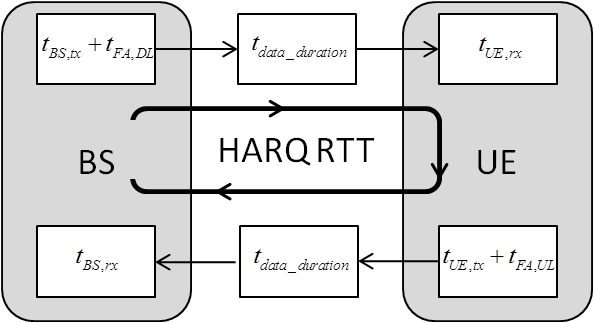 t_{BS,tx} + t_{FA,DL}
t_{data_duration}
t_{UE,rx}
BS
HARQ RTT
UE
t_{BS,rx}
t_{data_duration}
t_{UE,tx} + t_{FA,UL}